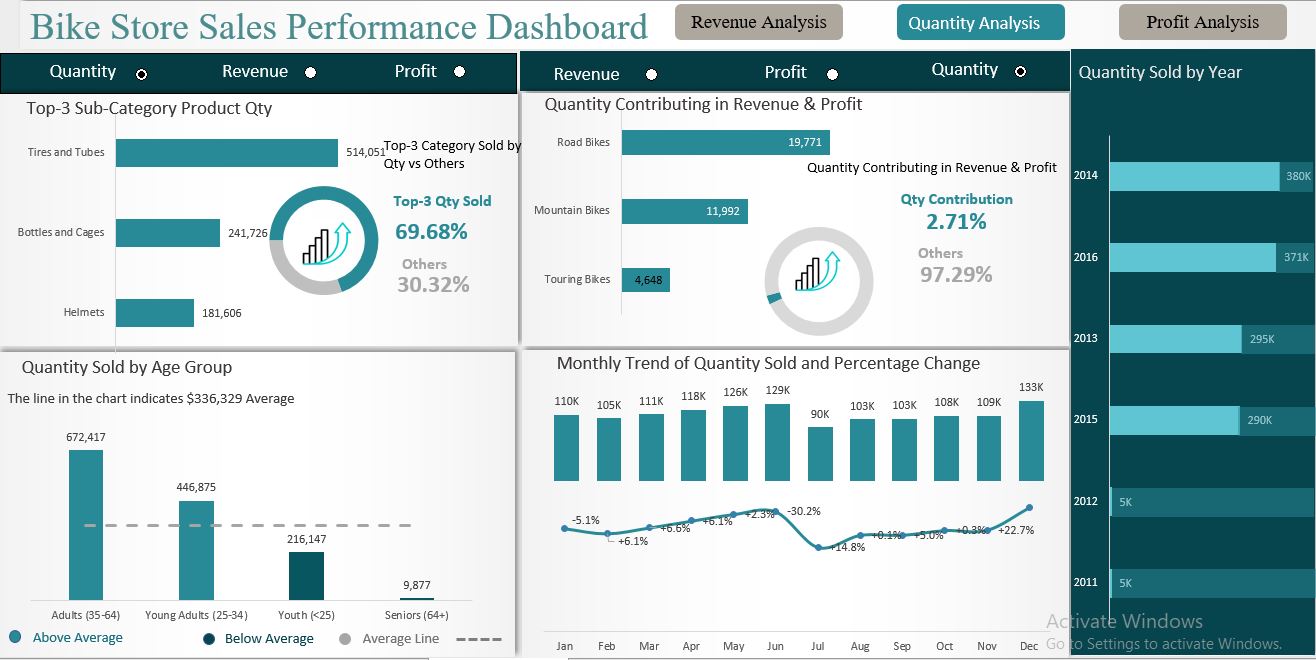 Bike Store Sales Performance Dashboard
Revenue Analysis
Quantity Analysis
Profit Analysis
Quantity
Revenue
Profit
Revenue
Profit
Quantity
Top-3 Sub-Category Product Qty
Tires and Tubes
514,051
Bottles and Cages
241,726
Helmets
181,606
Top-3 Category Sold by
Qty vs Others
Top-3 Qty Sold
69.68%
Others
30.32%
Quantity Contributing in Revenue & Profit
Road Bikes
19,771
Mountain Bikes
11,992
Touring Bikes
4,648
Quantity Contributing in Revenue & Profit
Qty Contribution
2.71%
Others
97.29%
Quantity Sold by Year
2014
380K
2016
371K
2013
295K
2015
290K
2012
5K
2011
5K
Quantity Sold by Age Group
The line in the chart indicates $336,329 Average
672,417
446,875
216,147
9,877
Adults (35-64)
Young Adults (25-34)
Youth (<25)
Seniors (64+)
Above Average
Below Average
Average Line
Monthly Trend of Quantity Sold and Percentage Change
110K
105K
111K
118K
126K
129K
90K
103K
103K
108K
109K
133K
-5.1%
+6.1%
+6.6%
+6.1%
+2.3%
-30.2%
+14.8%
+0.1%
+5.0%
+0.3%
+22.7%
Jan
Feb
Mar
Apr
May
Jun
Jul
Aug
Sep
Oct
Nov
Dec
Activate Windows
Go to Settings to activate Windows.